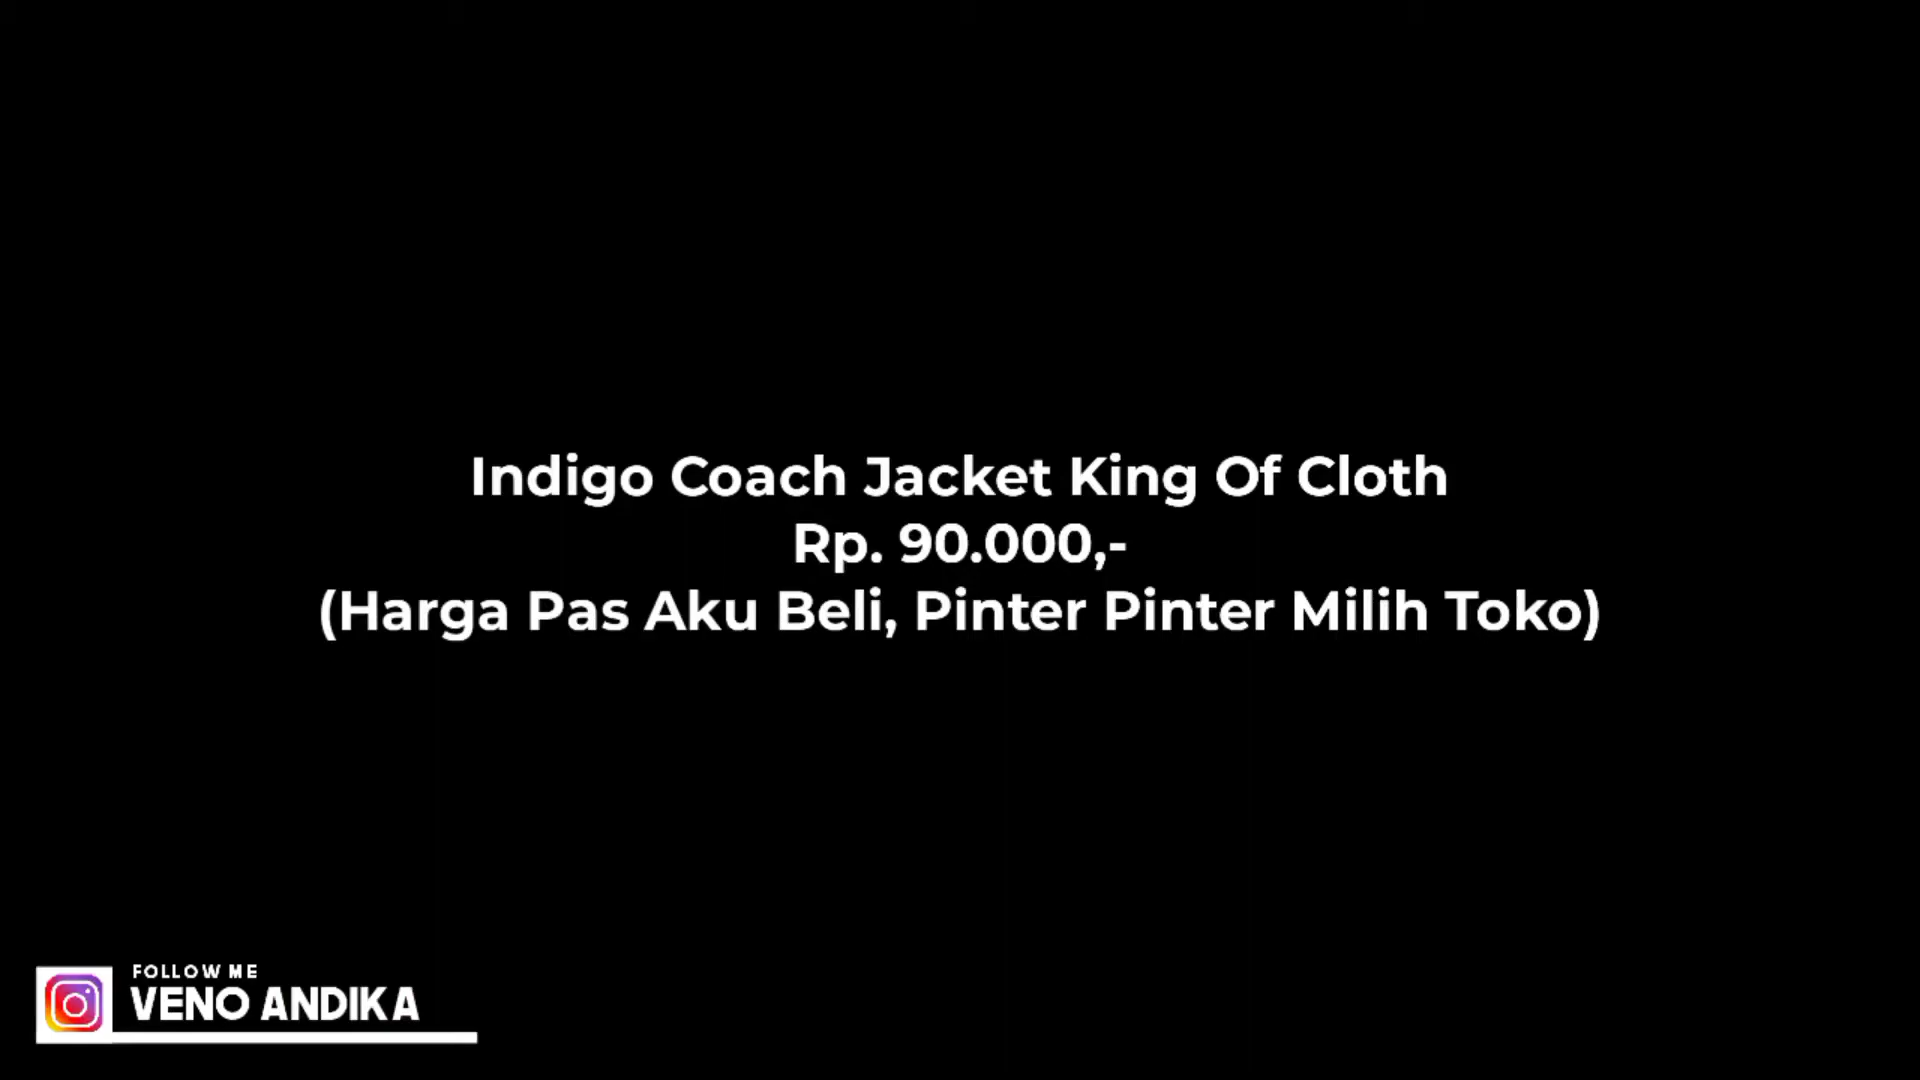 Indigo Coach Jacket King Of Cloth
Rp. 90.000,-
(Harga Pas Aku Beli, Pinter Pinter Milih Toko)
FOLLOW ME
VENO ANDIKA